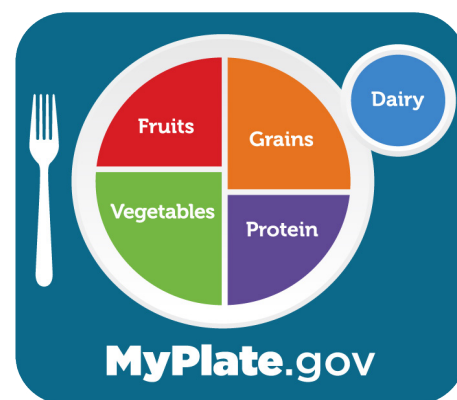 Fruits
Grains
Dairy
Vegetables
Protein
MyPlate.gov